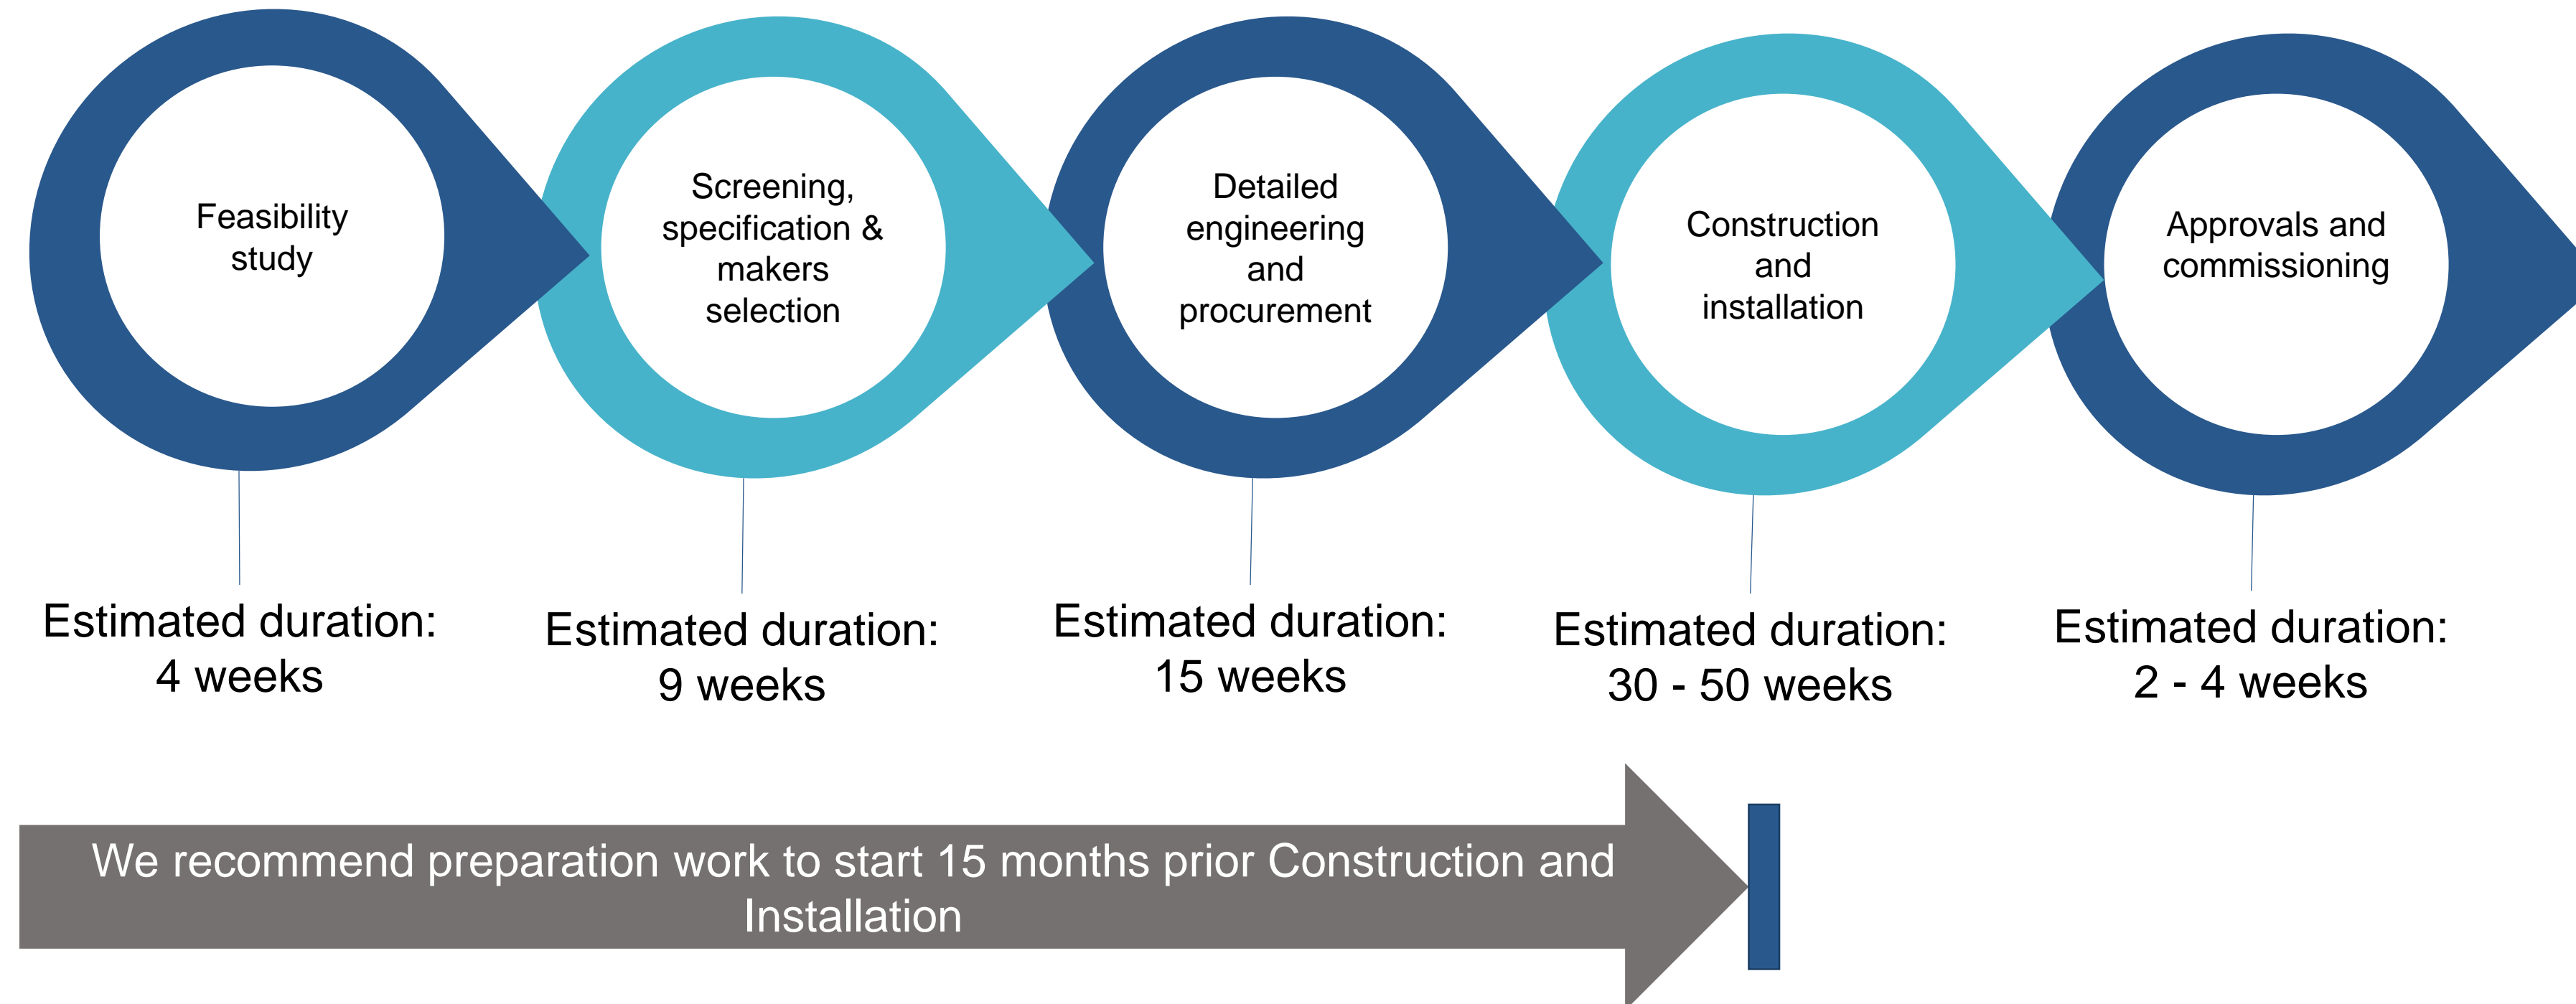 Feasibility
study
Screening,
specification &
makers
selection
Detailed
engineering
and
procurement
Construction
and
installation
Approvals and
commissioning
Estimated duration:
4 weeks
Estimated duration:
9 weeks
Estimated duration:
15 weeks
Estimated duration:
30 - 50 weeks
Estimated duration:
2 - 4 weeks
We recommend preparation work to start 15 months prior Construction and
Installation